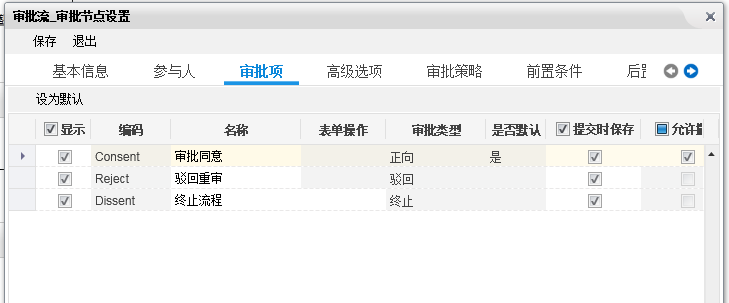 审批流_审批节点设置
保存 退出
基本信息 参与人 审批项 高级选项 审批策略 前置条件
设为默认
显示 编码 名称 表单操作 审批类型 是否默认 提交时保存 允许
Consent 审批同意 正向 是
Reject 驳回重审 驳回
Dissent 终止流程 终止